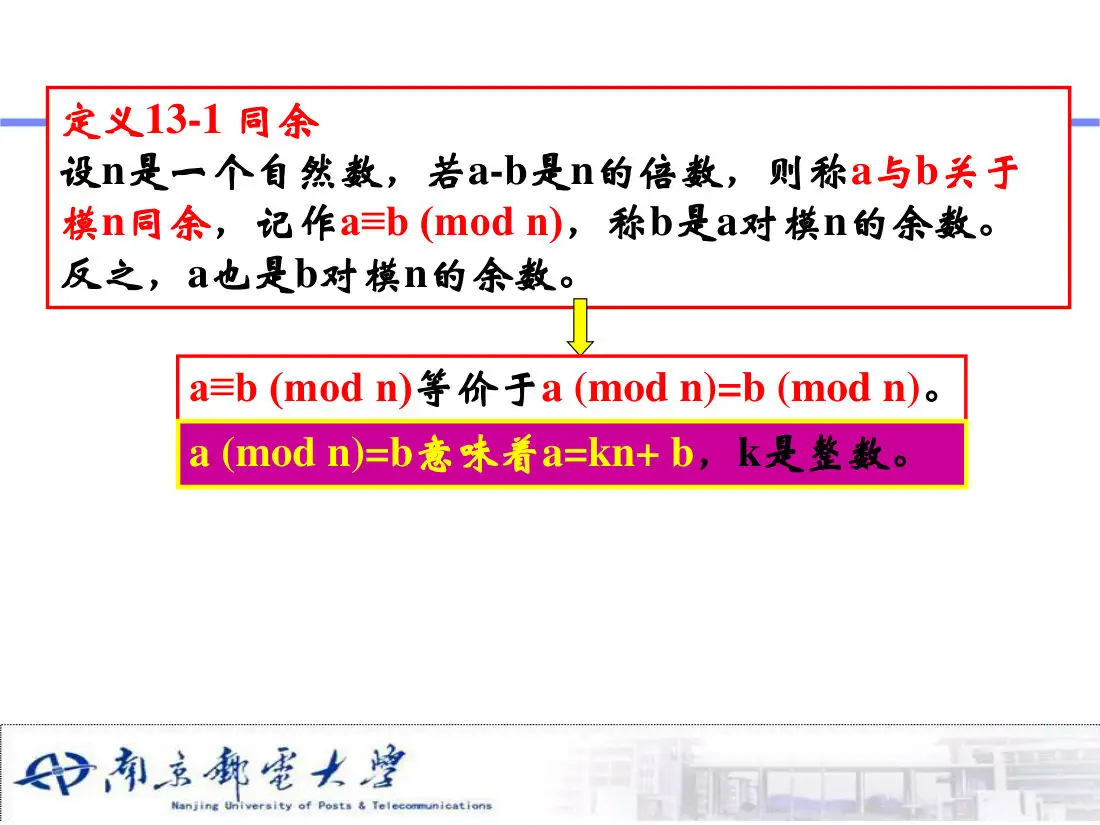 定义13-1 同余
设n是一个自然数，若a-b是n的倍数，则称a与b关于
模n同余，记作a≡b (mod n)，称b是a对模n的余数。
反之，a也是b对模n的余数。
a≡b (mod n)等价于a (mod n)=b (mod n)。
a (mod n)=b意味着a=kn+ b，k是整数。
南京郵電大學
Nanjing University of Posts & Telecommunications